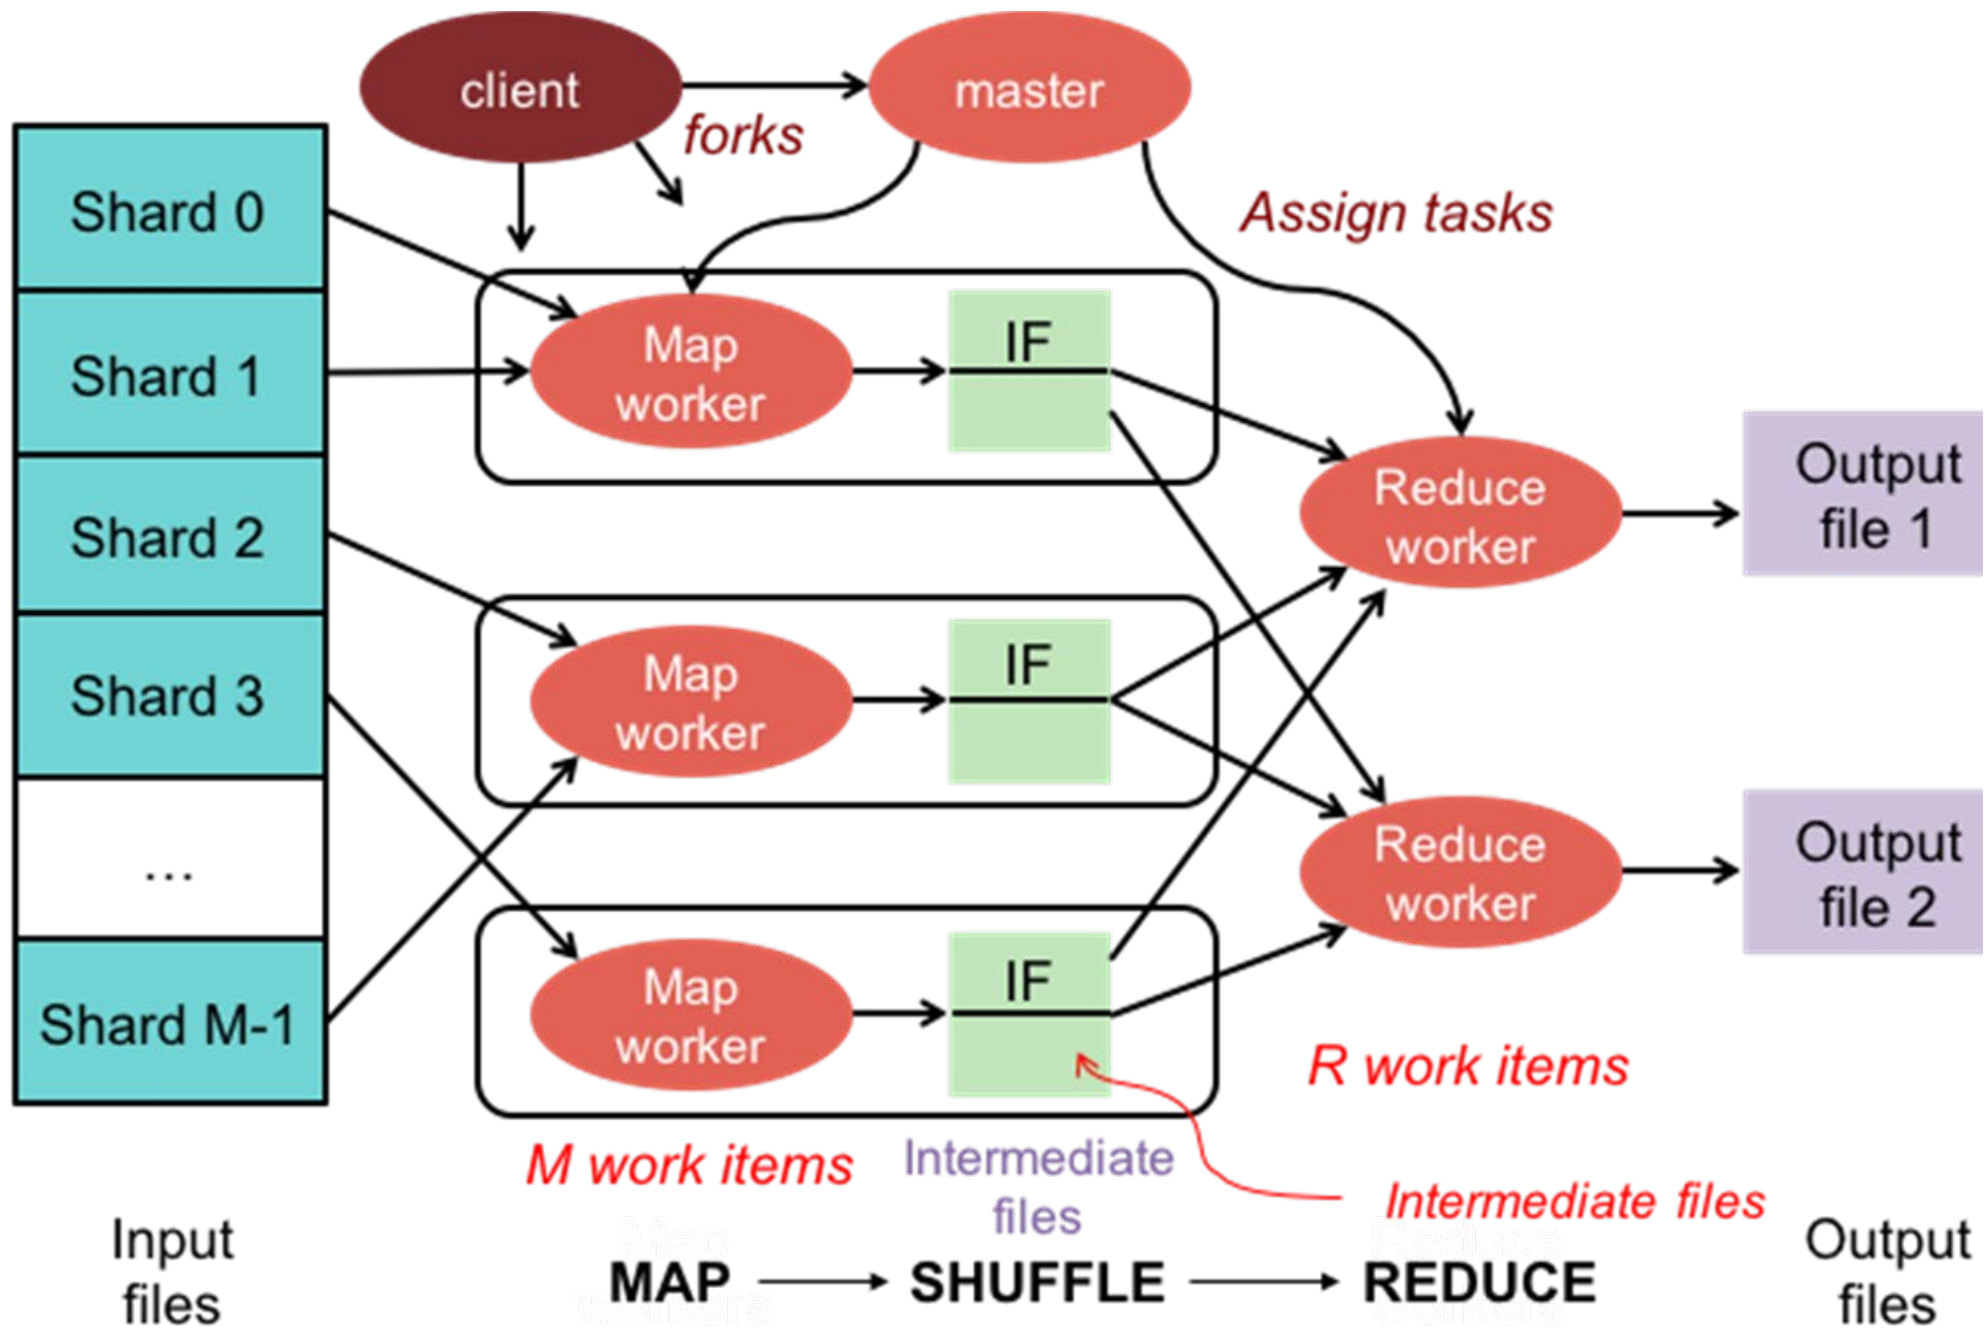 client
master
forks
Assign tasks
Shard 0
Shard 1
Shard 2
Shard 3
...
Shard M-1
Map
worker
IF
Map
worker
IF
Map
worker
IF
Reduce
worker
Reduce
worker
Output
file 1
Output
file 2
R work items
M work items
Intermediate
files
Intermediate files
Input
files
MAP
SHUFFLE
REDUCE
Output
files